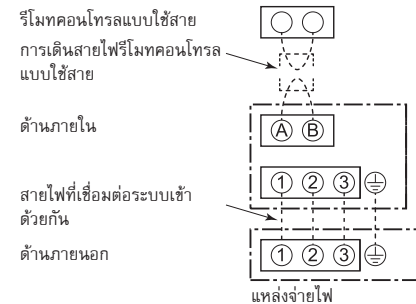 รีโมทคอนโทรลแบบใช้สาย
การเดินสายไฟรีโมทคอนโทรล
แบบใช้สาย
ด้านภายใน
A B
1 2 3
สายไฟที่เชื่อมต่อระบบเข้า
ด้วยกัน
ด้านภายนอก
1 2 3
แหล่งจ่ายไฟ